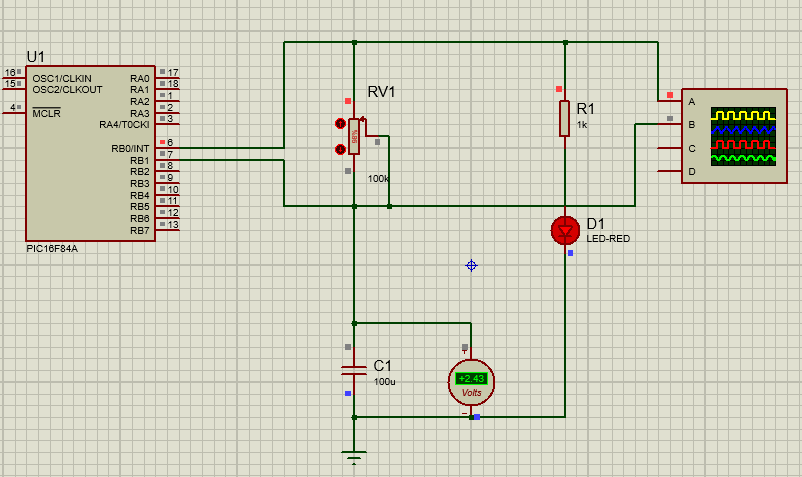 U1
16
15
4
OSC1/CLKIN
OSC2/CLKOUT
MCLR
RA0
RA1
RA2
RA3
RA4/T0CKI
RB0/INT
RB1
RB2
RB3
RB4
RB5
RB6
RB7
17
18
1
2
3
6
7
8
9
10
11
12
13
PIC16F84A
RV1
98%
100k
R1
1k
A
B
C
D
D1
LED-RED
C1
100u
+2.43
Volts